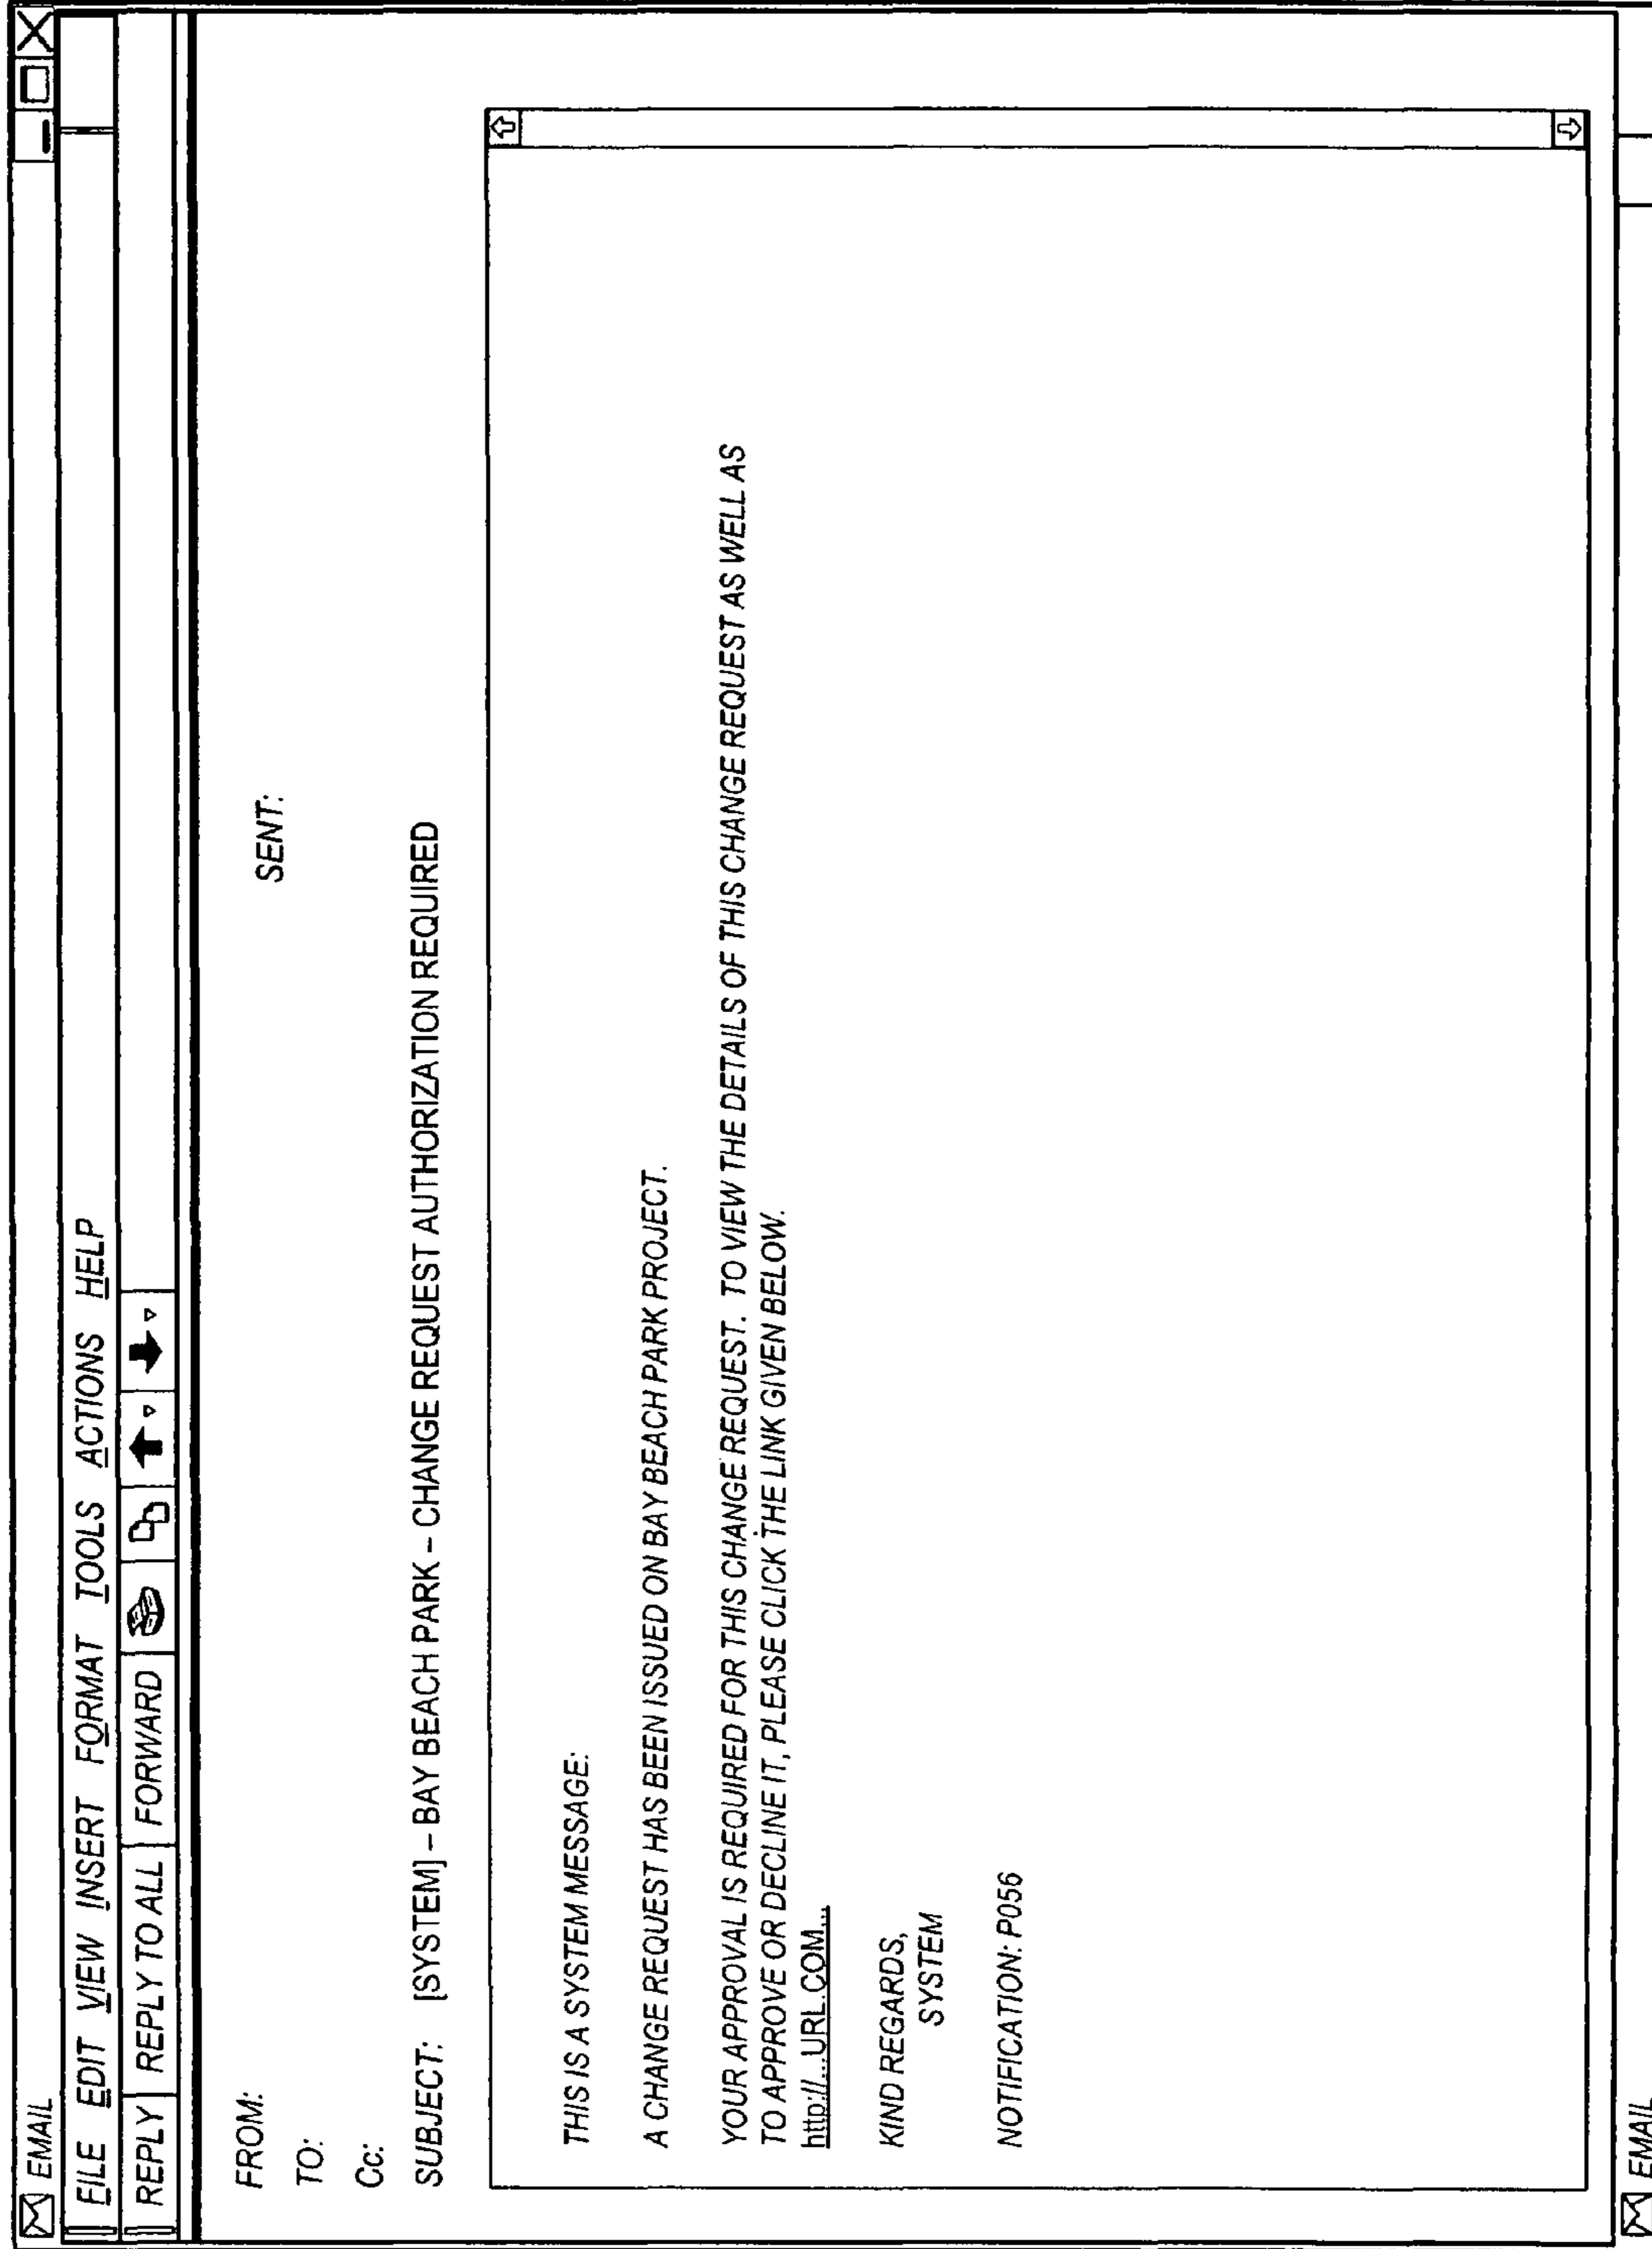 EMAIL
FILE EDIT VIEW INSERT FORMAT TOOLS ACTIONS HELP
REPLY REPLY TO ALL FORWARD
FROM:
SENT:
TO:
Cc:
SUBJECT: [SYSTEM] – BAY BEACH PARK – CHANGE REQUEST AUTHORIZATION REQUIRED
THIS IS A SYSTEM MESSAGE:
A CHANGE REQUEST HAS BEEN ISSUED ON BAY BEACH PARK PROJECT.
YOUR APPROVAL IS REQUIRED FOR THIS CHANGE REQUEST. TO VIEW THE DETAILS OF THIS CHANGE REQUEST AS WELL AS
TO APPROVE OR DECLINE IT, PLEASE CLICK THE LINK GIVEN BELOW.
http://...URL.COM...
KIND REGARDS,
SYSTEM
NOTIFICATION: P056
EMAIL